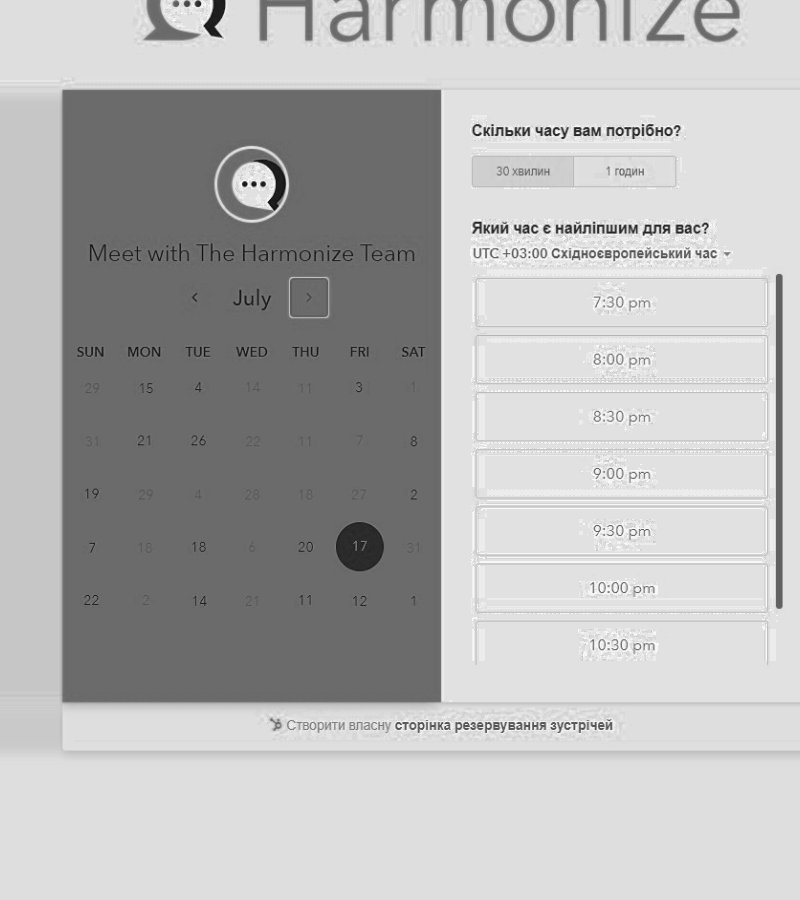 Harmonize
Meet with The Harmonize Team
July
SUN MON TUE WED THU FRI SAT
29 15 4 14 11 3 1
31 21 26 22 11 7 8
19 29 4 28 18 27 2
7 18 18 6 20 17 31
22 2 14 21 11 12 1
Скільки часу вам потрібно?
30 хвилин 1 годин
Який час є найліпшим для вас?
UTC +03:00 Східноєвропейський час
7:30 pm
8:00 pm
8:30 pm
9:00 pm
9:30 pm
10:00 pm
10:30 pm
Створити власну сторінка резервування зустрічей